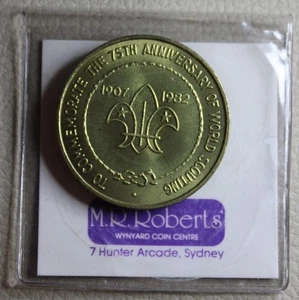 TO COMMEMORATE THE 75TH ANNIVERSARY OF WORLD SCOUTING
1907 1982
M.R. Roberts
WYNYARD COIN CENTRE
7 Hunter Arcade, Sydney